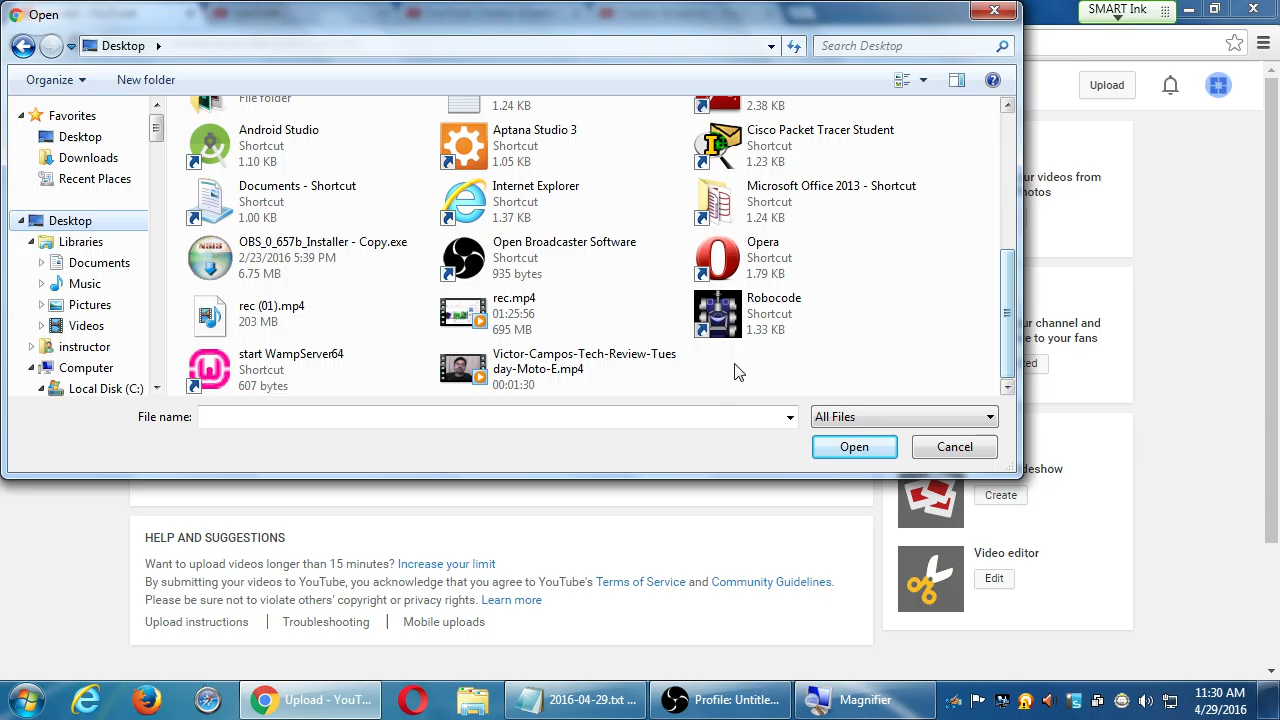 Open
SMART Ink
Desktop
Search Desktop
Organize
New folder
Upload
Favorites
Desktop
Downloads
Recent Places
Desktop
Libraries
Documents
Music
Pictures
Videos
instructor
Computer
Local Disk (C:)
File folder
1.24 KB
2.38 KB
Android Studio
Shortcut
1.10 KB
Aptana Studio 3
Shortcut
1.05 KB
Cisco Packet Tracer Student
Shortcut
1.23 KB
Documents - Shortcut
Shortcut
1.00 KB
Internet Explorer
Shortcut
1.37 KB
Microsoft Office 2013 - Shortcut
Shortcut
1.24 KB
OBS_0_657b_Installer - Copy.exe
2/23/2016 5:39 PM
6.75 MB
Open Broadcaster Software
Shortcut
935 bytes
Opera
Shortcut
1.79 KB
rec (01).mp4
203 MB
rec.mp4
01:25:56
695 MB
Robocode
Shortcut
1.33 KB
start WampServer64
Shortcut
607 bytes
Victor-Campos-Tech-Review-Tues
day-Moto-E.mp4
00:01:30
File name:
All Files
Open
Cancel
ur videos from
otos
ur channel and
e to your fans
ted
deshow
Create
Video editor
Edit
HELP AND SUGGESTIONS
Want to upload videos longer than 15 minutes? Increase your limit
By submitting your videos to YouTube, you acknowledge that you agree to YouTube's Terms of Service and Community Guidelines.
Please be sure not to violate others' copyright or privacy rights. Learn more
Upload instructions | Troubleshooting | Mobile uploads
Upload - YouT...
2016-04-29.txt ...
Profile: Untitle...
Magnifier
11:30 AM
4/29/2016